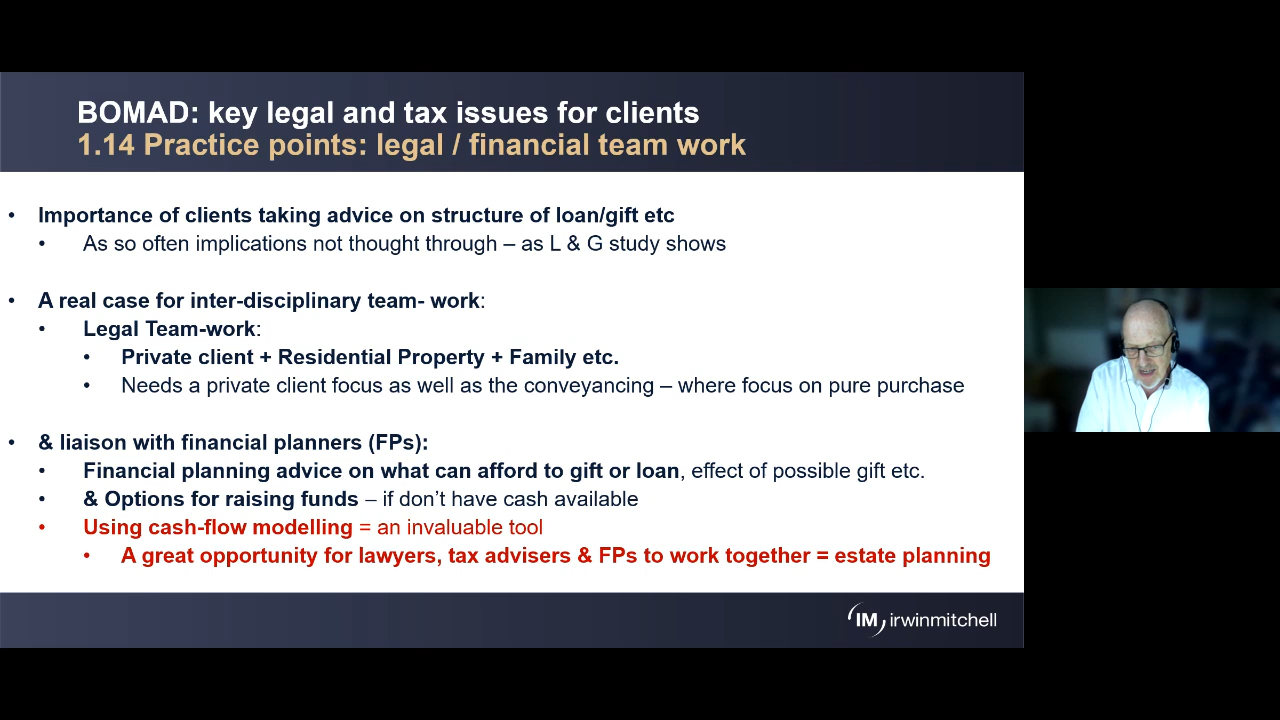 BOMAD: key legal and tax issues for clients
1.14 Practice points: legal / financial team work
• Importance of clients taking advice on structure of loan/gift etc
• As so often implications not thought through – as L & G study shows
• A real case for inter-disciplinary team- work:
• Legal Team-work:
• Private client + Residential Property + Family etc.
• Needs a private client focus as well as the conveyancing – where focus on pure purchase
• & liaison with financial planners (FPs):
• Financial planning advice on what can afford to gift or loan, effect of possible gift etc.
• & Options for raising funds – if don't have cash available
• Using cash-flow modelling = an invaluable tool
• A great opportunity for lawyers, tax advisers & FPs to work together = estate planning
IM irwinmitchell